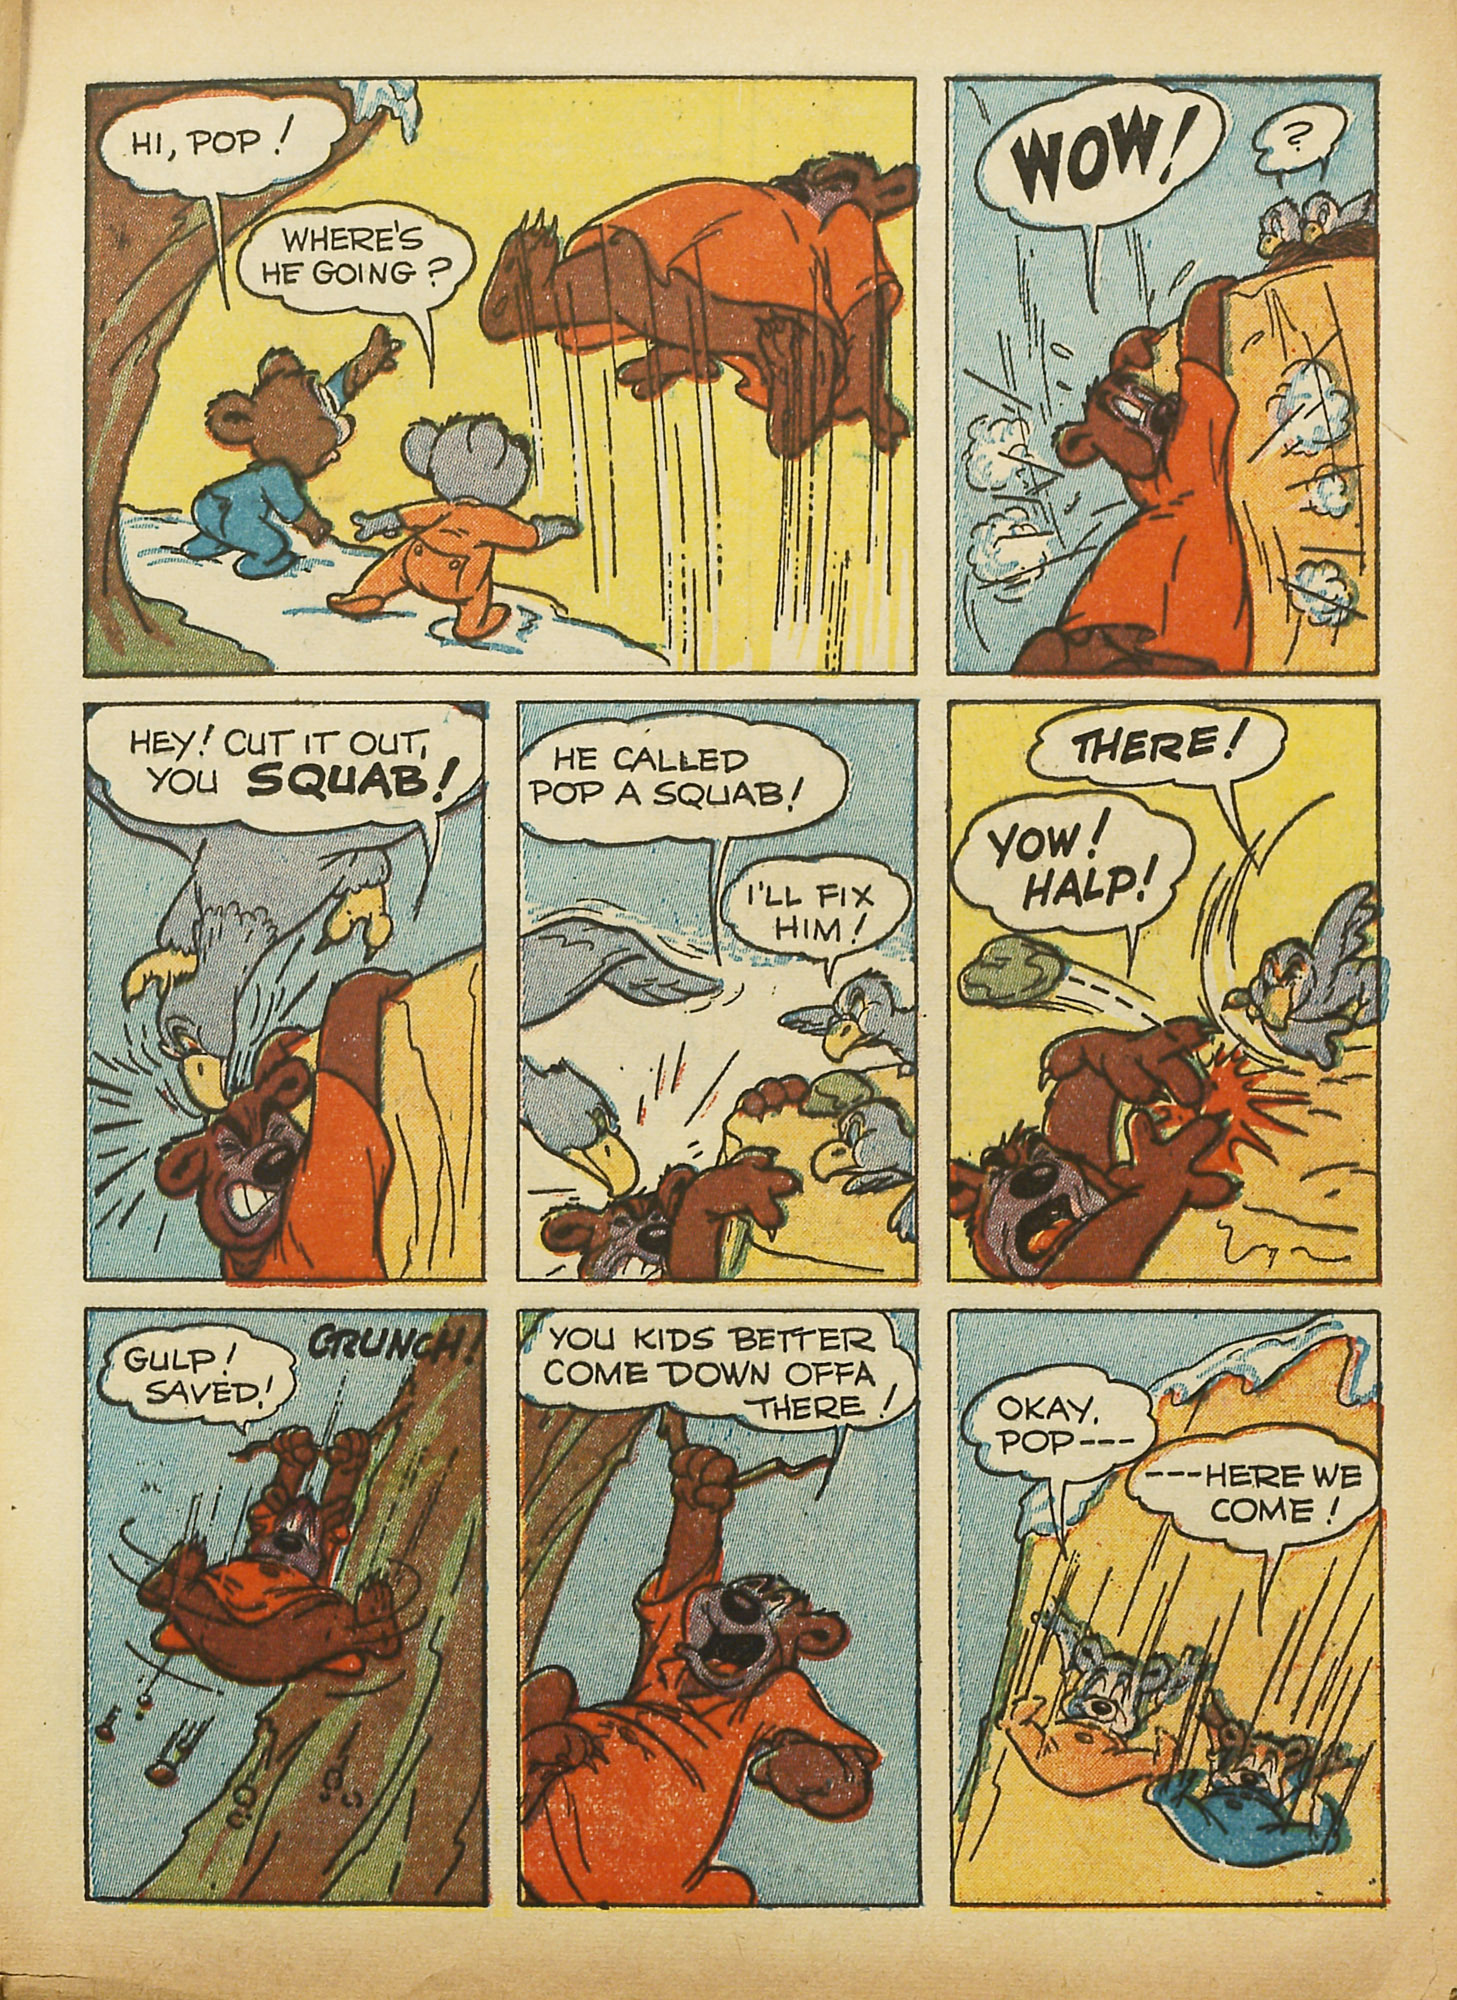 HI, POP!
WHERE'S
HE GOING?
WOW!
?
HEY! CUT IT OUT,
YOU SQUAB!
HE CALLED
POP A SQUAB!
I'LL FIX
HIM!
THERE!
YOW!
HALP!
GULP!
SAVED!
CRUNCH!
YOU KIDS BETTER
COME DOWN OFFA
THERE!
OKAY,
POP---
---HERE WE
COME!